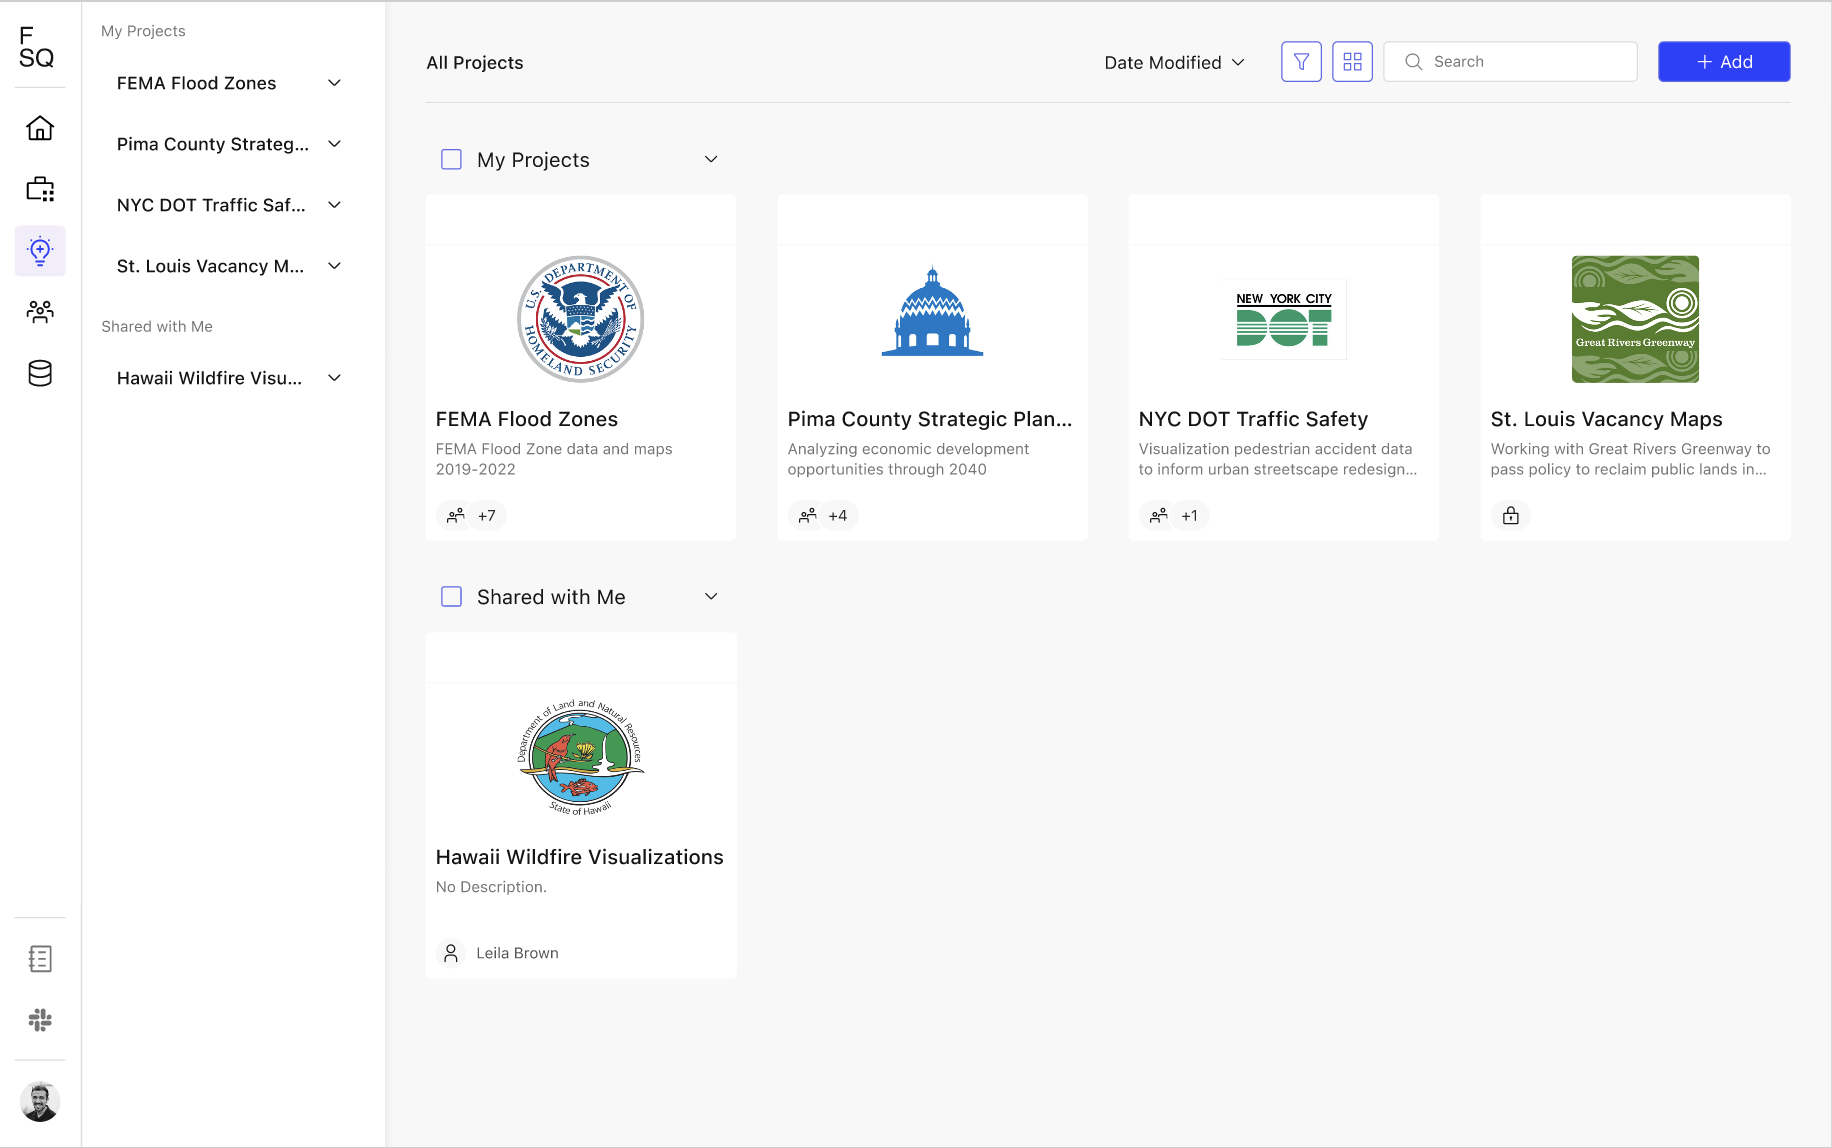 F
SQ
My Projects
FEMA Flood Zones
Pima County Strateg...
NYC DOT Traffic Saf...
St. Louis Vacancy M...
Shared with Me
Hawaii Wildfire Visu...
All Projects
Date Modified
Search
+ Add
My Projects
U.S. DEPARTMENT OF
HOMELAND SECURITY
FEMA Flood Zones
FEMA Flood Zone data and maps
2019-2022
+7
Pima County Strategic Plan...
Analyzing economic development
opportunities through 2040
+4
NEW YORK CITY
DOT
NYC DOT Traffic Safety
Visualization pedestrian accident data
to inform urban streetscape redesign...
+1
Great Rivers Greenway
St. Louis Vacancy Maps
Working with Great Rivers Greenway to
pass policy to reclaim public lands in...
Shared with Me
Department of Land and Natural Resources
State of Hawaii
Hawaii Wildfire Visualizations
No Description.
Leila Brown